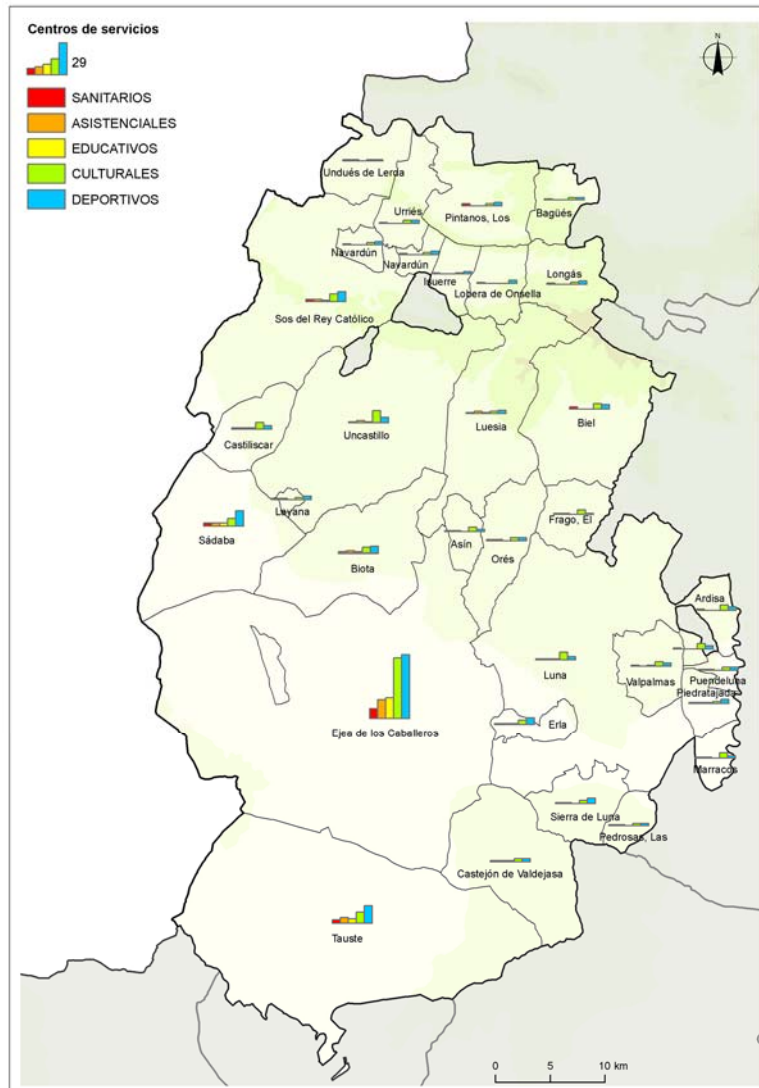 Centros de servicios
29
SANITARIOS
ASISTENCIALES
EDUCATIVOS
CULTURALES
DEPORTIVOS
N
Undués de Lerda
Urriés
Pintanos, Los
Bagüés
Navardún
Navardún
Isuerre
Lobera de Onsella
Longás
Sos del Rey Católico
Castiliscar
Uncastillo
Luesia
Biel
Layana
Sádaba
Biota
Asín
Orés
Frago, El
Ardisa
Luna
Valpalmas
Puendeluna
Piedratajada
Ejea de los Caballeros
Erla
Marracos
Sierra de Luna
Pedrosas, Las
Castejón de Valdejasa
Tauste
0 5 10 km